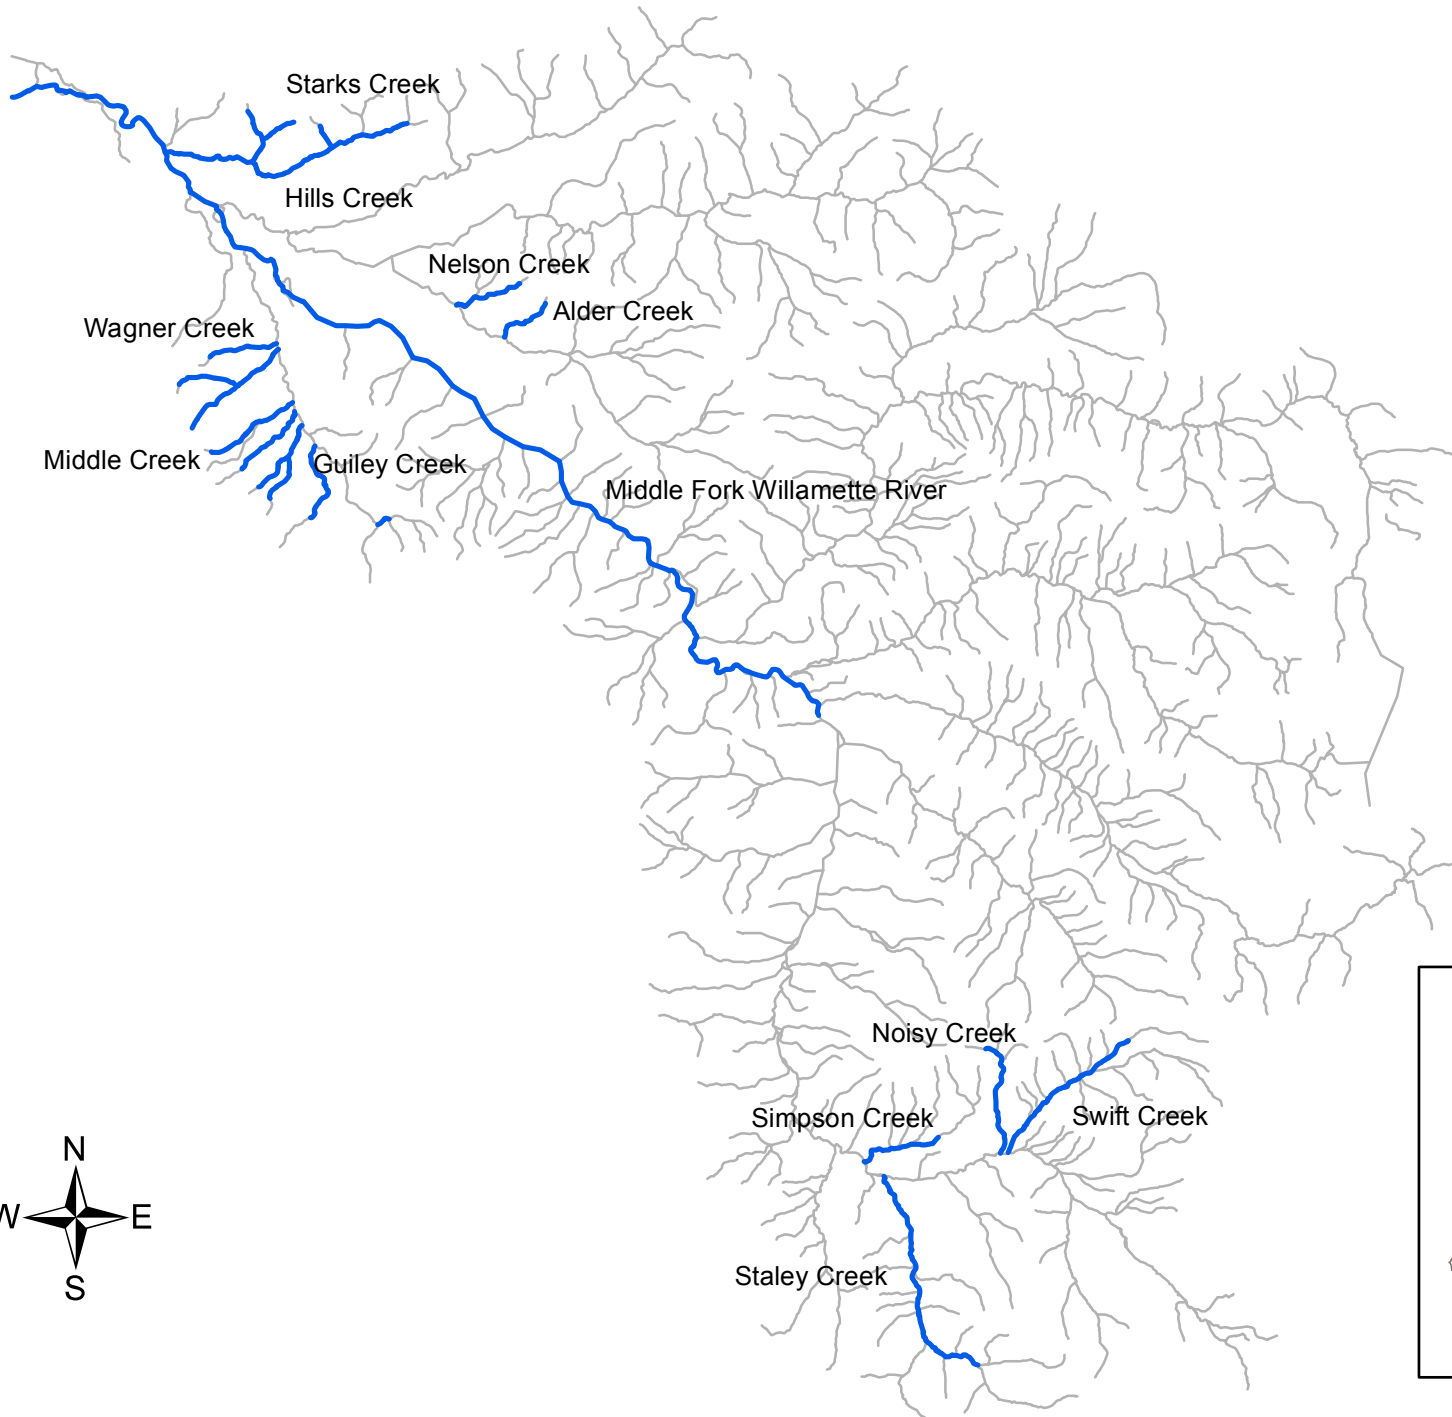 Starks Creek
Hills Creek
Nelson Creek
Alder Creek
Wagner Creek
Middle Creek
Guiley Creek
Middle Fork Willamette River
Noisy Creek
Simpson Creek
Swift Creek
N
W E
S
Staley Creek